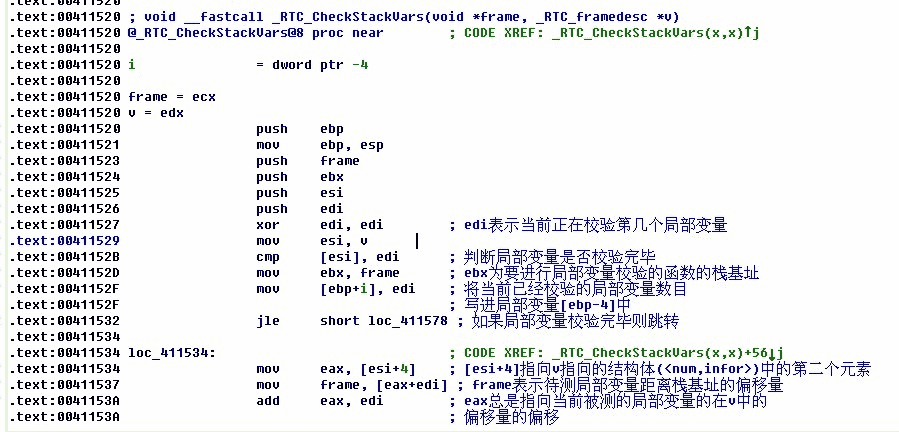 .text:00411520
.text:00411520 ; void __fastcall _RTC_CheckStackVars(void *frame, _RTC_framedesc *v)
.text:00411520 @_RTC_CheckStackVars@8 proc near ; CODE XREF: _RTC_CheckStackVars(x,x)↑j
.text:00411520
.text:00411520 i = dword ptr -4
.text:00411520
.text:00411520 frame = ecx
.text:00411520 v = edx
.text:00411520 push ebp
.text:00411521 mov ebp, esp
.text:00411523 push frame
.text:00411524 push ebx
.text:00411525 push esi
.text:00411526 push edi
.text:00411527 xor edi, edi ; edi表示当前正在校验第几个局部变量
.text:00411529 mov esi, v
.text:0041152B cmp [esi], edi ; 判断局部变量是否校验完毕
.text:0041152D mov ebx, frame ; ebx为要进行局部变量校验的函数的栈基址
.text:0041152F mov [ebp+i], edi ; 将当前已经校验的局部变量数目
.text:0041152F ; 写进局部变量[ebp-4]中
.text:00411532 jle short loc_411578 ; 如果局部变量校验完毕则跳转
.text:00411534
.text:00411534 loc_411534: ; CODE XREF: _RTC_CheckStackVars(x,x)+56↓j
.text:00411534 mov eax, [esi+4] ; [esi+4]指向v指向的结构体(<num,infor>)中的第二个元素
.text:00411537 mov frame, [eax+edi] ; frame表示待测局部变量距离栈基址的偏移量
.text:0041153A add eax, edi ; eax总是指向当前被测的局部变量的在v中的
.text:0041153A ; 偏移量的偏移